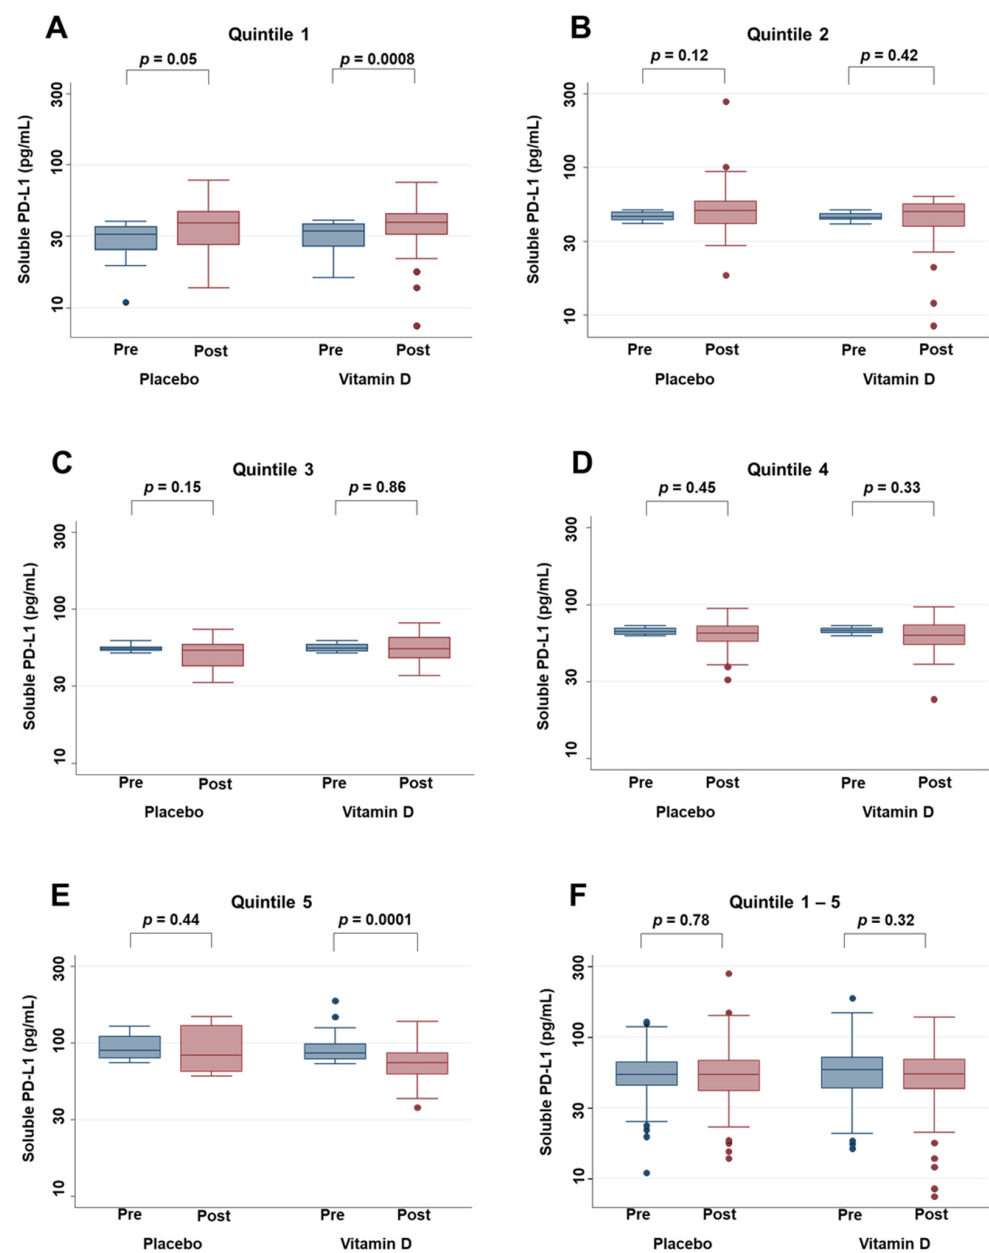 A
Quintile 1
p = 0.05
p = 0.0008
Soluble PD-L1 (pg/mL)
300
100
30
10
Pre
Post
Pre
Post
Placebo
Vitamin D
B
Quintile 2
p = 0.12
p = 0.42
Soluble PD-L1 (pg/mL)
300
100
30
10
Pre
Post
Pre
Post
Placebo
Vitamin D
C
Quintile 3
p = 0.15
p = 0.86
Soluble PD-L1 (pg/mL)
300
100
30
10
Pre
Post
Pre
Post
Placebo
Vitamin D
D
Quintile 4
p = 0.45
p = 0.33
Soluble PD-L1 (pg/mL)
300
100
30
10
Pre
Post
Pre
Post
Placebo
Vitamin D
E
Quintile 5
p = 0.44
p = 0.0001
Soluble PD-L1 (pg/mL)
300
100
30
10
Pre
Post
Pre
Post
Placebo
Vitamin D
F
Quintile 1 – 5
p = 0.78
p = 0.32
Soluble PD-L1 (pg/mL)
300
100
30
10
Pre
Post
Pre
Post
Placebo
Vitamin D